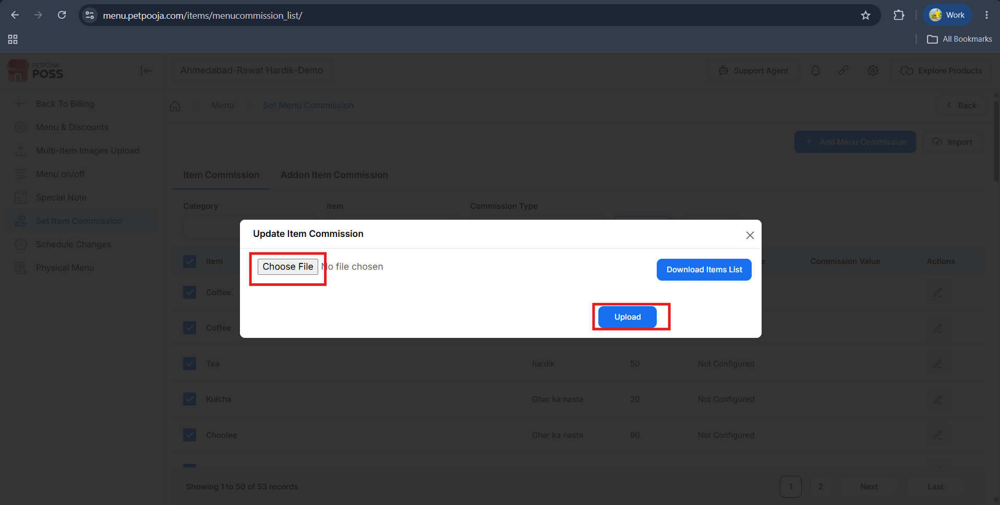 menu.petpooja.com/items/menucommission_list/
Work
All Bookmarks
PETPOOJA
POSS
Ahmedabad-Rawat Hardik-Demo
Support Agent
Explore Products
Back To Billing
Menu & Discounts
Multi-Item Images Upload
Menu on/off
Special Note
Set Item Commission
Schedule Changes
Physical Menu
Menu
Set Menu Commission
Back
+ Add Menu Commission
Import
Item Commission
Addon Item Commission
Category
Item
Commission Type
Update Item Commission
Choose File
No file chosen
Download Items List
Upload
Item
Commission Value
Actions
Coffee.
Coffee
Tea
hardik
50
Not Configured
Kulcha
Ghar ka nasta
20
Not Configured
Choolee
Ghar ka nasta
90
Not Configured
Showing 1 to 50 of 53 records
1
2
Next
Last